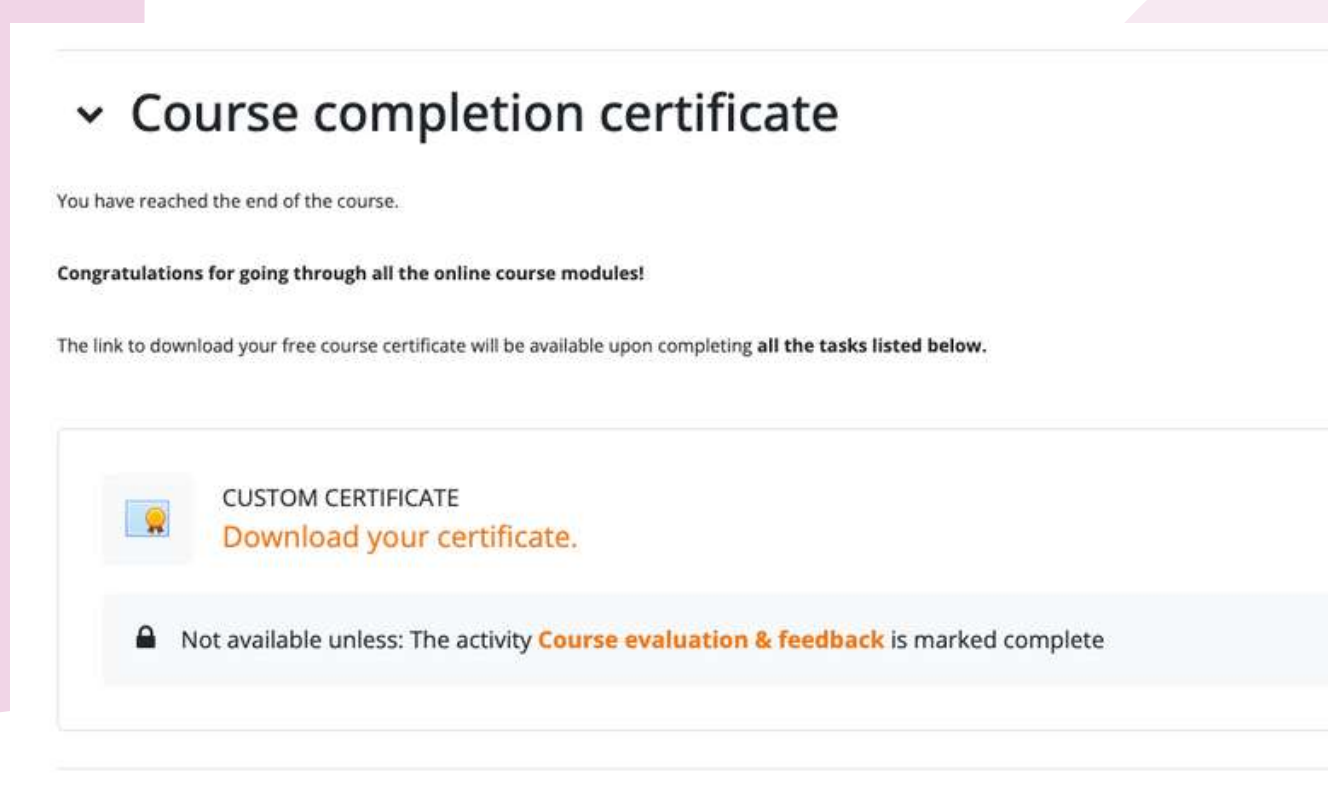 Course completion certificate
You have reached the end of the course.
Congratulations for going through all the online course modules!
The link to download your free course certificate will be available upon completing all the tasks listed below.
CUSTOM CERTIFICATE
Download your certificate.
Not available unless: The activity Course evaluation & feedback is marked complete